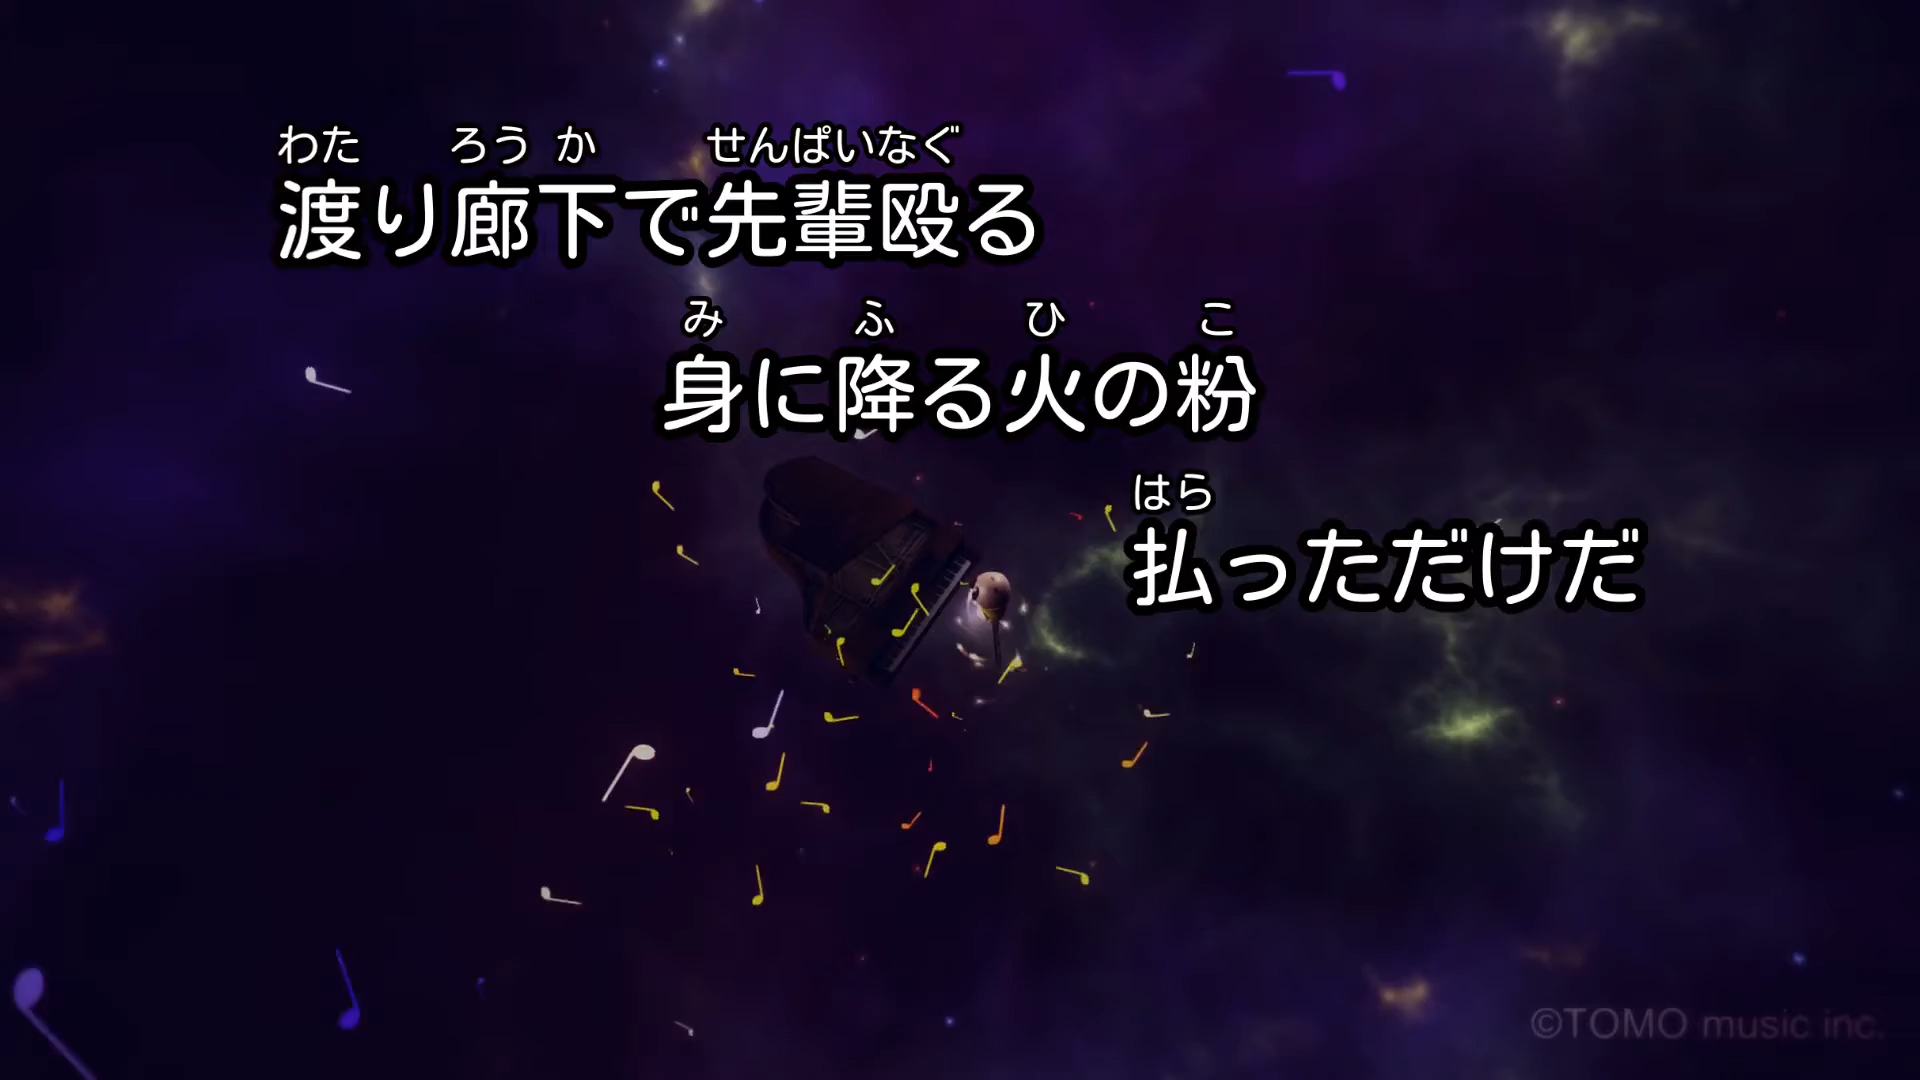 わた ろう か せんぱいなぐ
渡り廊下で先輩殴る
み ふ ひ こ
身に降る火の粉
はら
払っただけだ
©TOMO music inc.